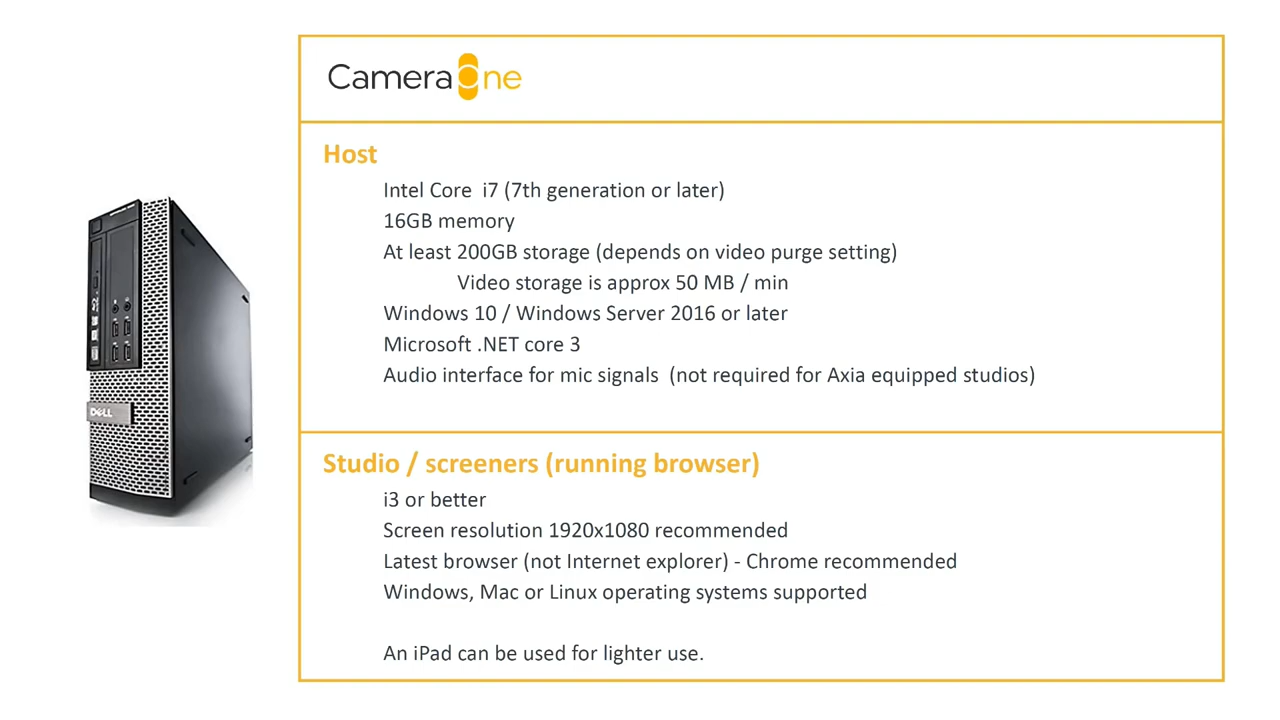 CameraOne
Host
Intel Core  i7 (7th generation or later)
16GB memory
At least 200GB storage (depends on video purge setting)
Video storage is approx 50 MB / min
Windows 10 / Windows Server 2016 or later
Microsoft .NET core 3
Audio interface for mic signals  (not required for Axia equipped studios)
DELL
Studio / screeners (running browser)
i3 or better
Screen resolution 1920x1080 recommended
Latest browser (not Internet explorer) - Chrome recommended
Windows, Mac or Linux operating systems supported
An iPad can be used for lighter use.